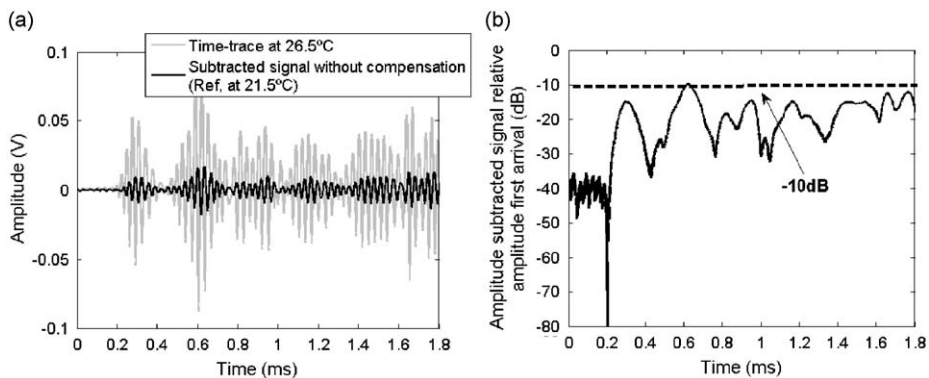 (a)
0.1
0.05
0
-0.05
-0.1
Amplitude (V)
Time-trace at 26.5ºC
Subtracted signal without compensation
(Ref, at 21.5ºC)
0 0.2 0.4 0.6 0.8 1 1.2 1.4 1.6 1.8
Time (ms)
(b)
0
-10
-20
-30
-40
-50
-60
-70
-80
Amplitude subtracted signal relative
amplitude first arrival (dB)
-10dB
0 0.2 0.4 0.6 0.8 1 1.2 1.4 1.6 1.8
Time (ms)